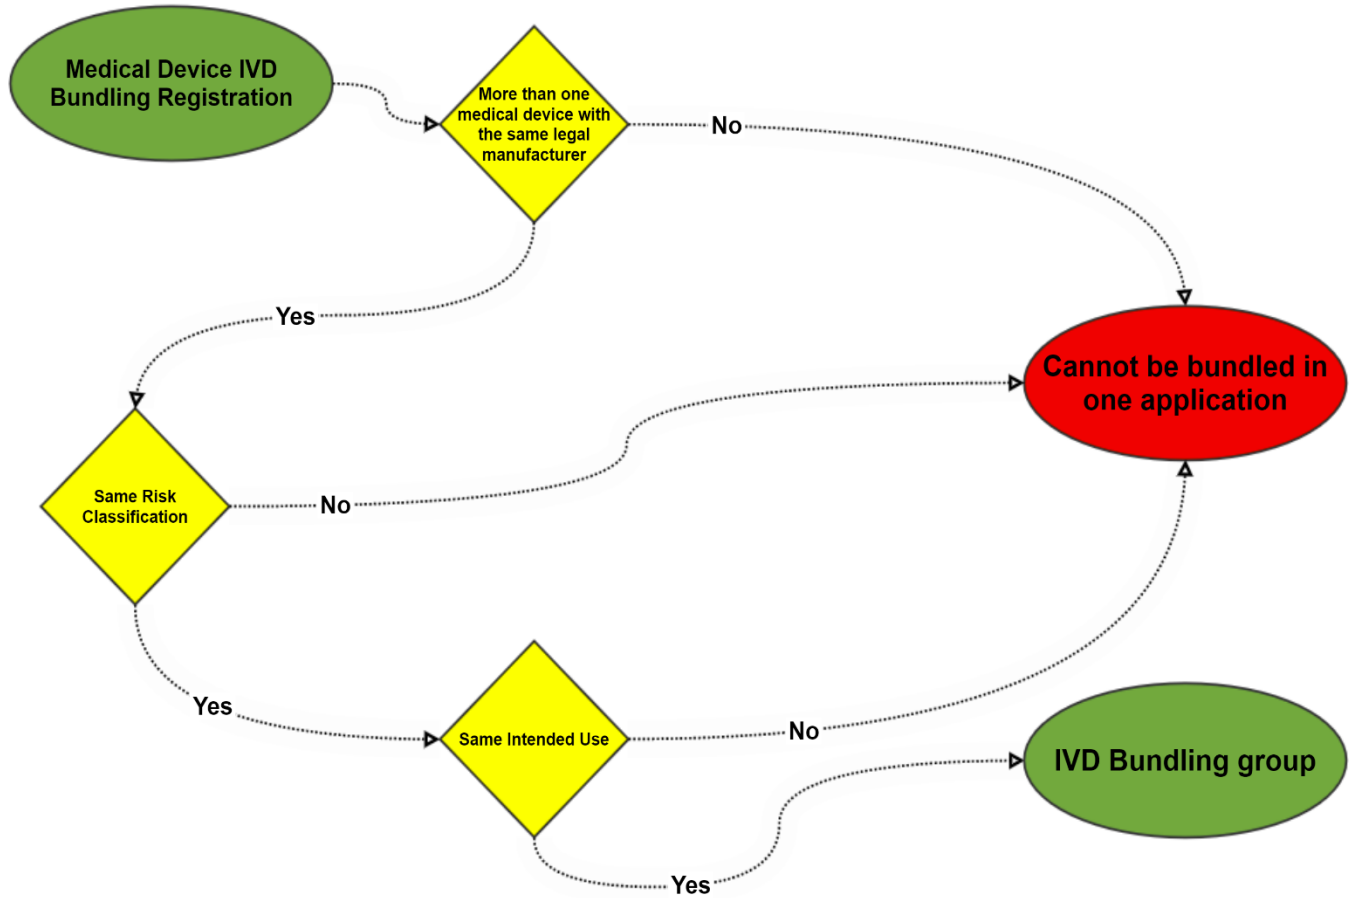 Medical Device IVD
Bundling Registration
More than one
medical device with
the same legal
manufacturer
No
Yes
Cannot be bundled in
one application
Same Risk
Classification
No
Yes
Same Intended Use
No
IVD Bundling group
Yes